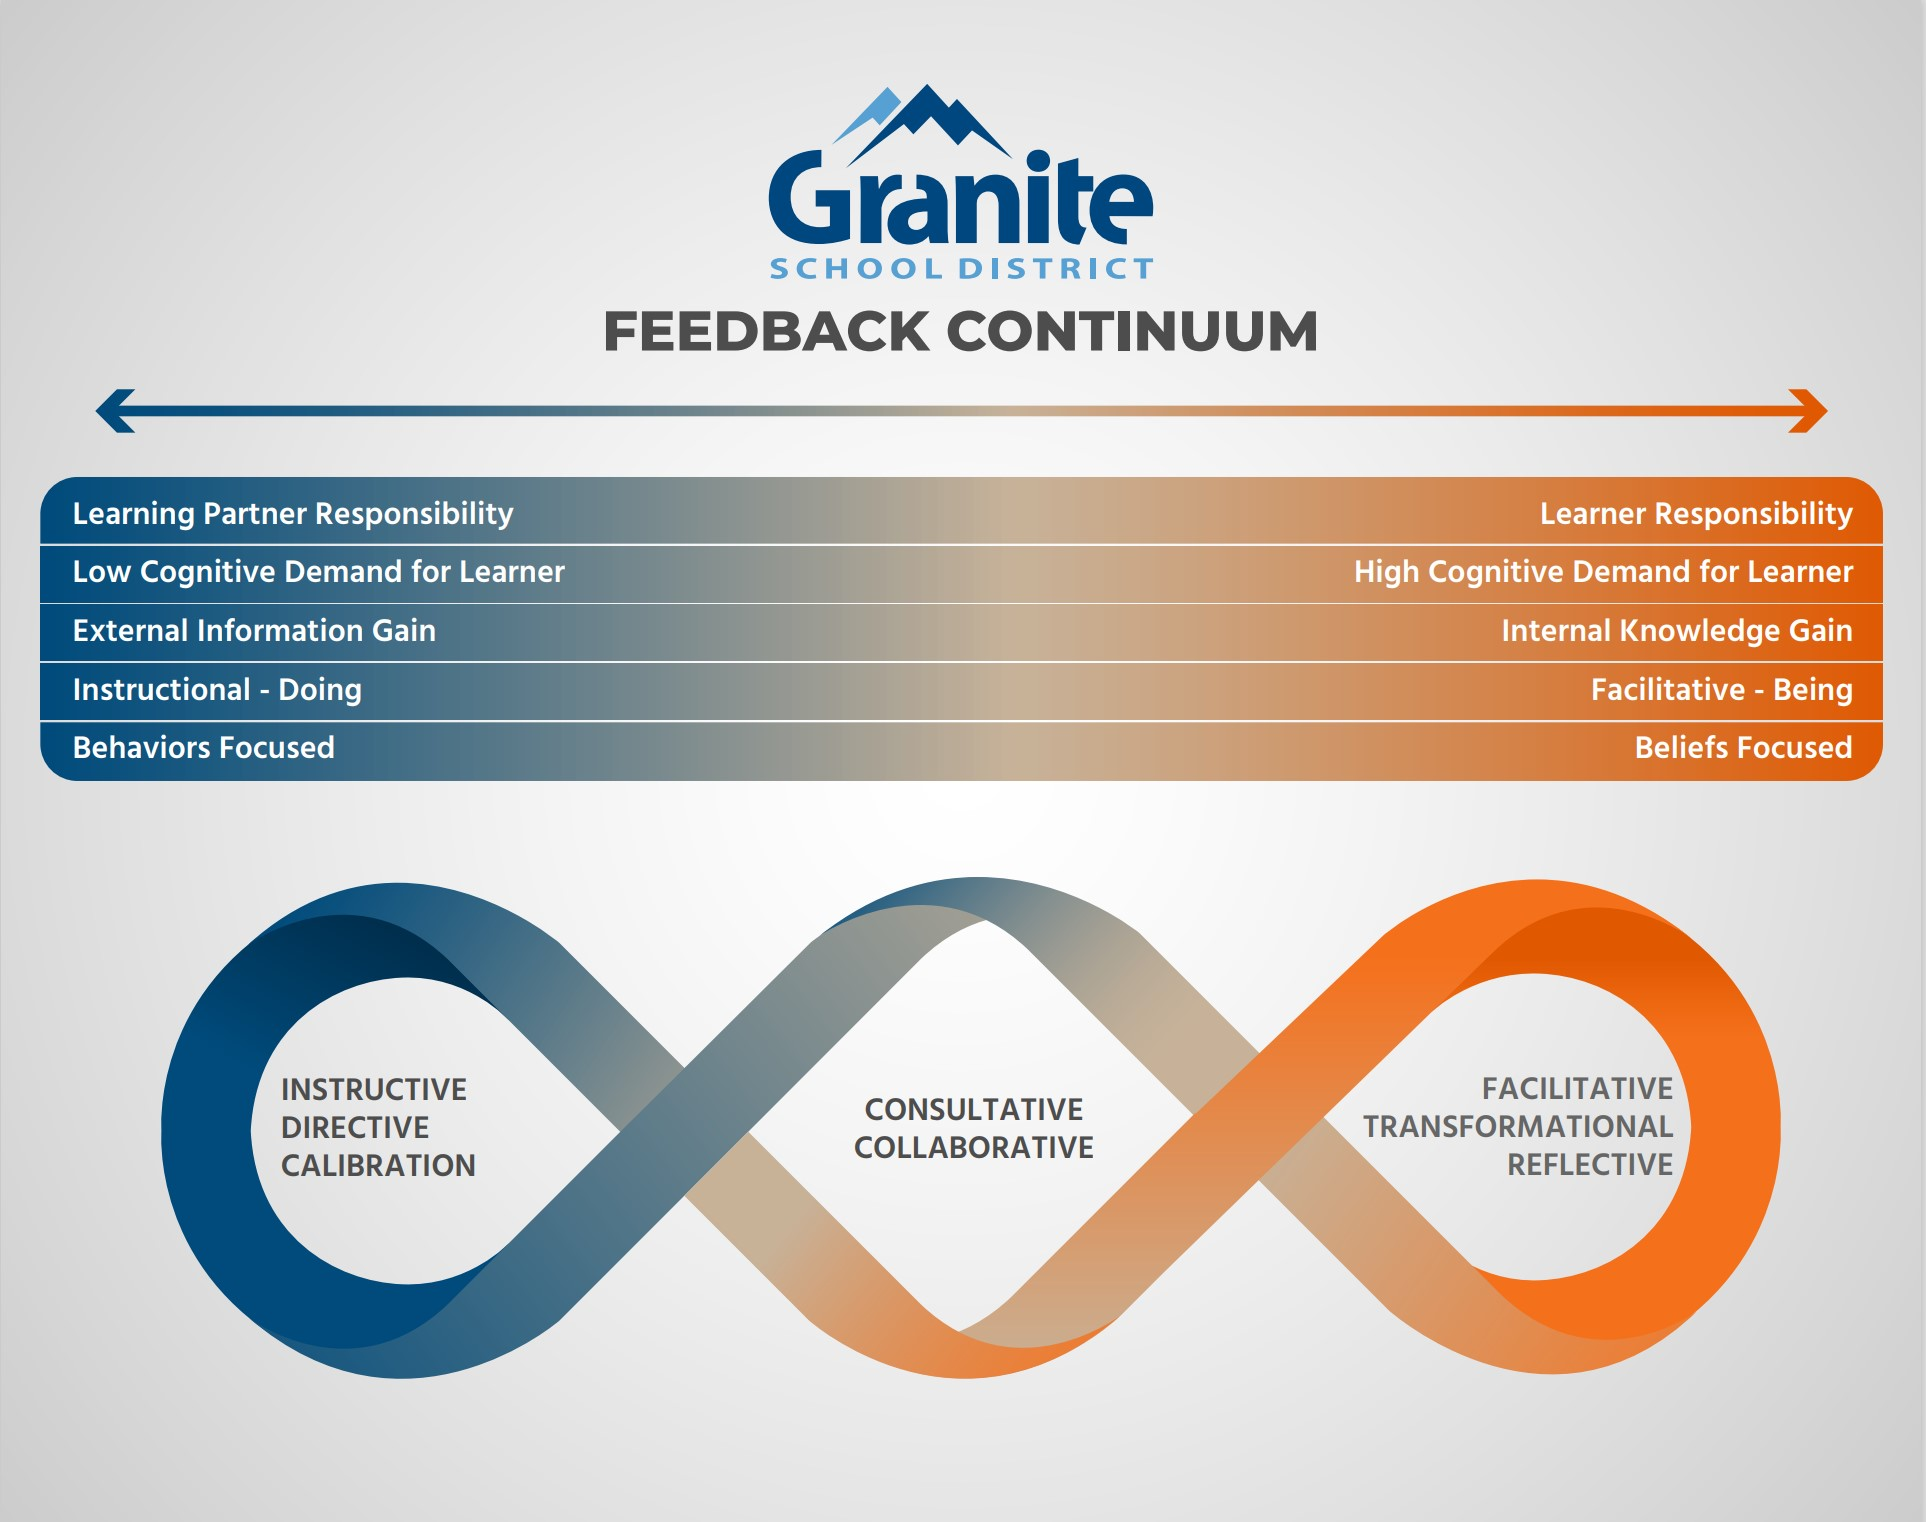 Granite
SCHOOL DISTRICT
FEEDBACK CONTINUUM
Learning Partner Responsibility
Learner Responsibility
Low Cognitive Demand for Learner
High Cognitive Demand for Learner
External Information Gain
Internal Knowledge Gain
Instructional - Doing
Facilitative - Being
Behaviors Focused
Beliefs Focused
INSTRUCTIVE
DIRECTIVE
CALIBRATION
CONSULTATIVE
COLLABORATIVE
FACILITATIVE
TRANSFORMATIONAL
REFLECTIVE